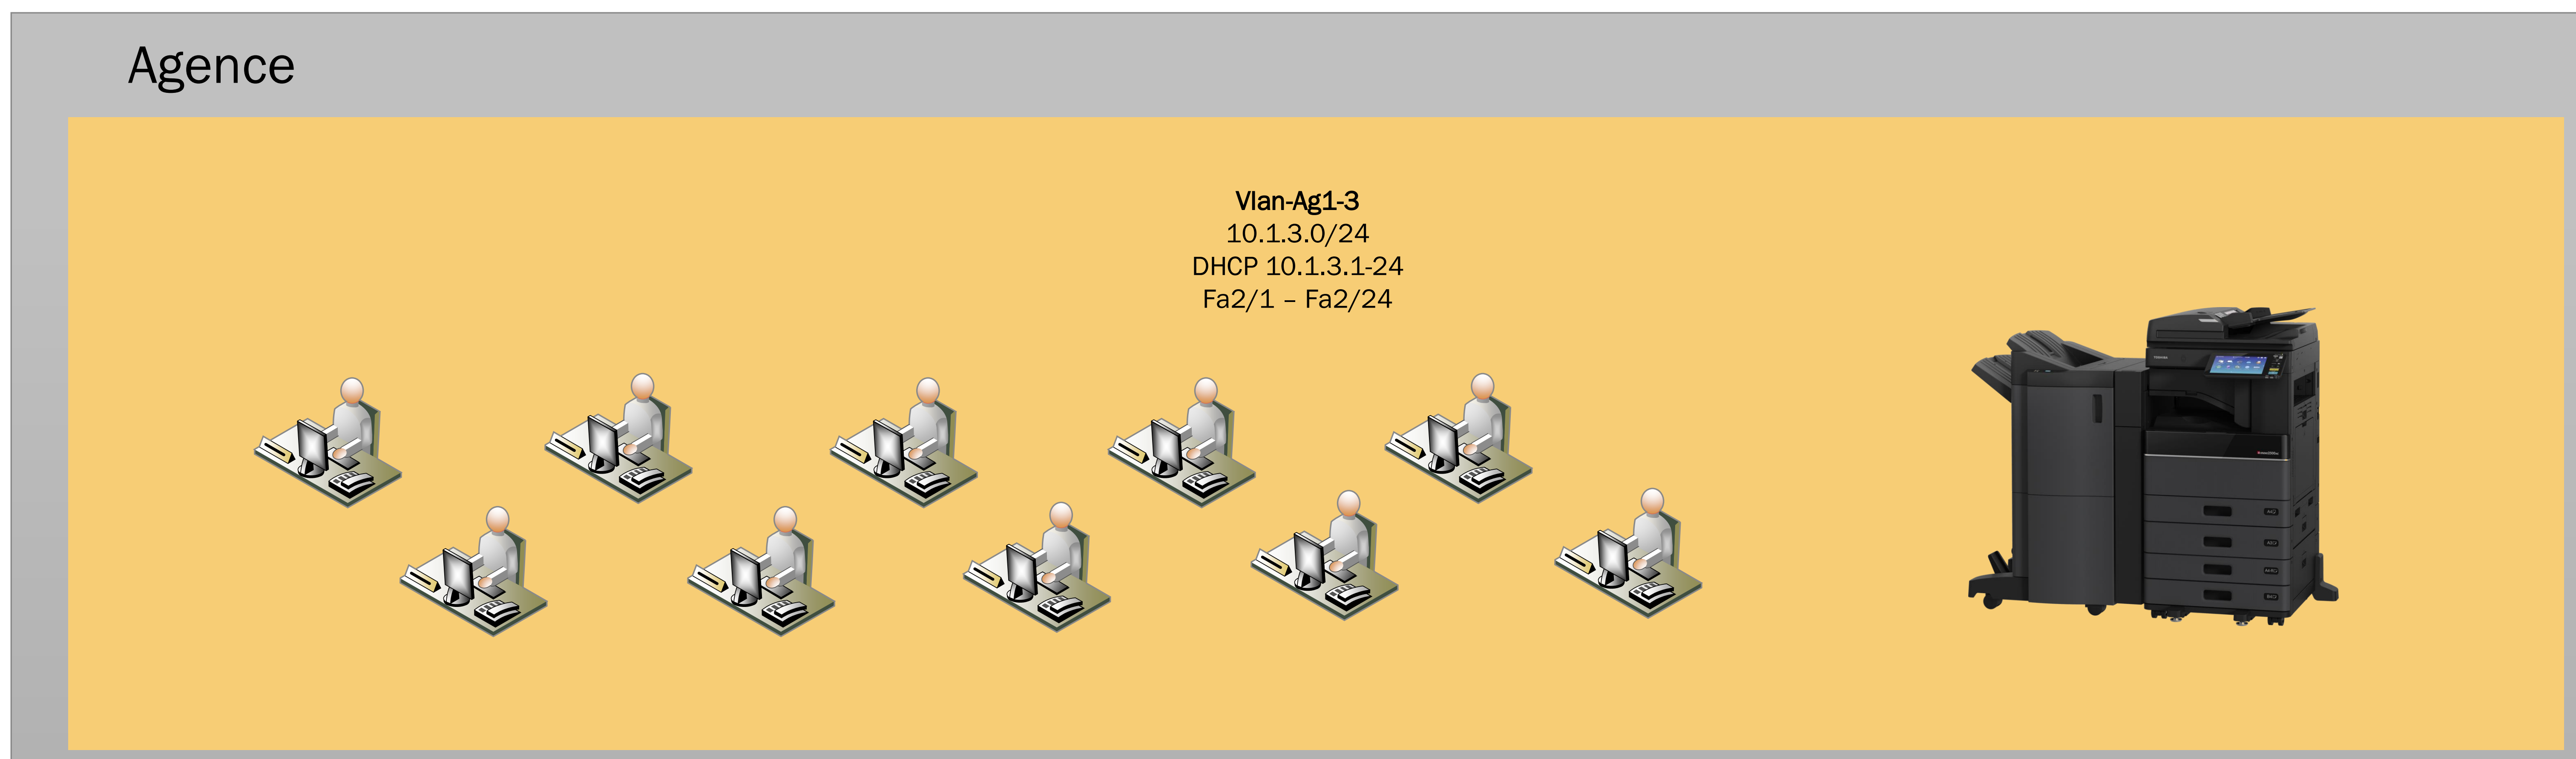 Agence
Vlan-Ag1-3
10.1.3.0/24
DHCP 10.1.3.1-24
Fa2/1 – Fa2/24